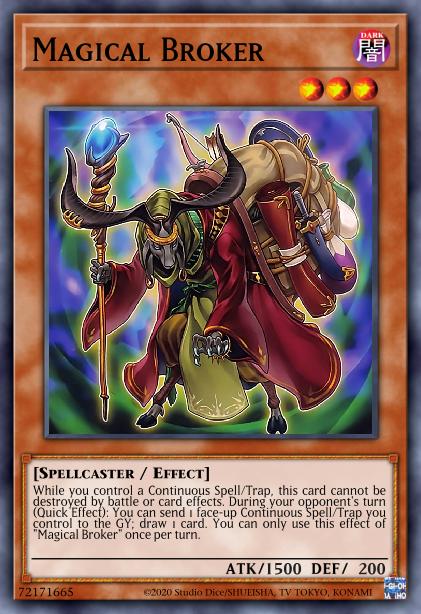 MAGICAL BROKER
DARK
闇
[SPELLCASTER / EFFECT]
While you control a Continuous Spell/Trap, this card cannot be
destroyed by battle or card effects. During your opponent's turn
(Quick Effect): You can send 1 face-up Continuous Spell/Trap you
control to the GY; draw 1 card. You can only use this effect of
"Magical Broker" once per turn.
ATK/1500 DEF/ 200
72171665
©2020 Studio Dice/SHUEISHA, TV TOKYO, KONAMI